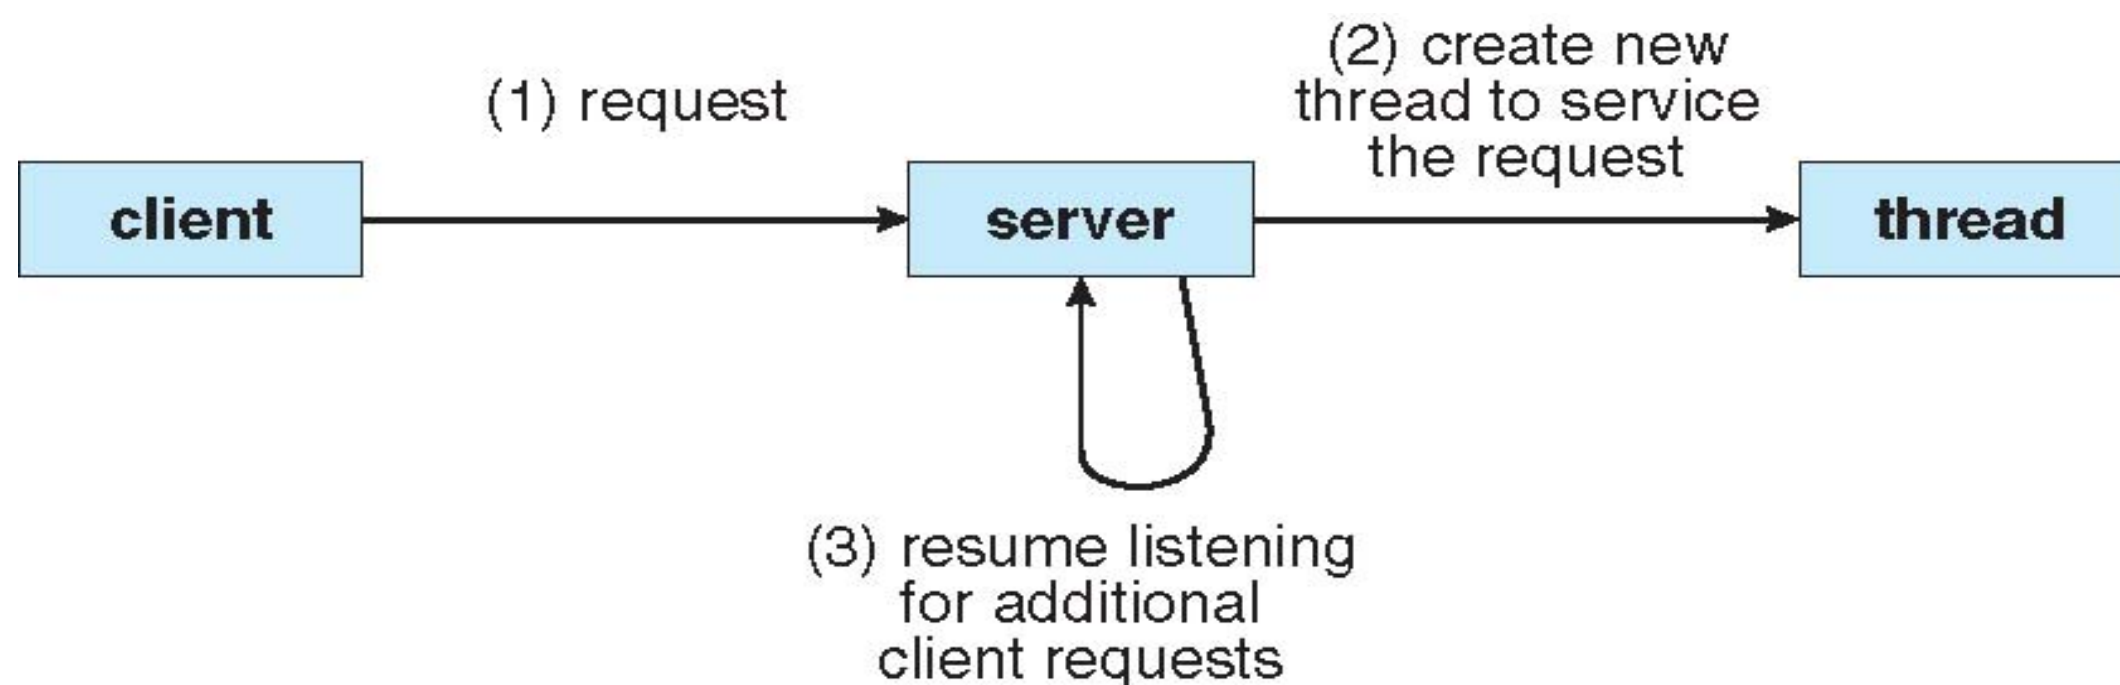 (1) request
(2) create new
thread to service
the request
client
server
thread
(3) resume listening
for additional
client requests